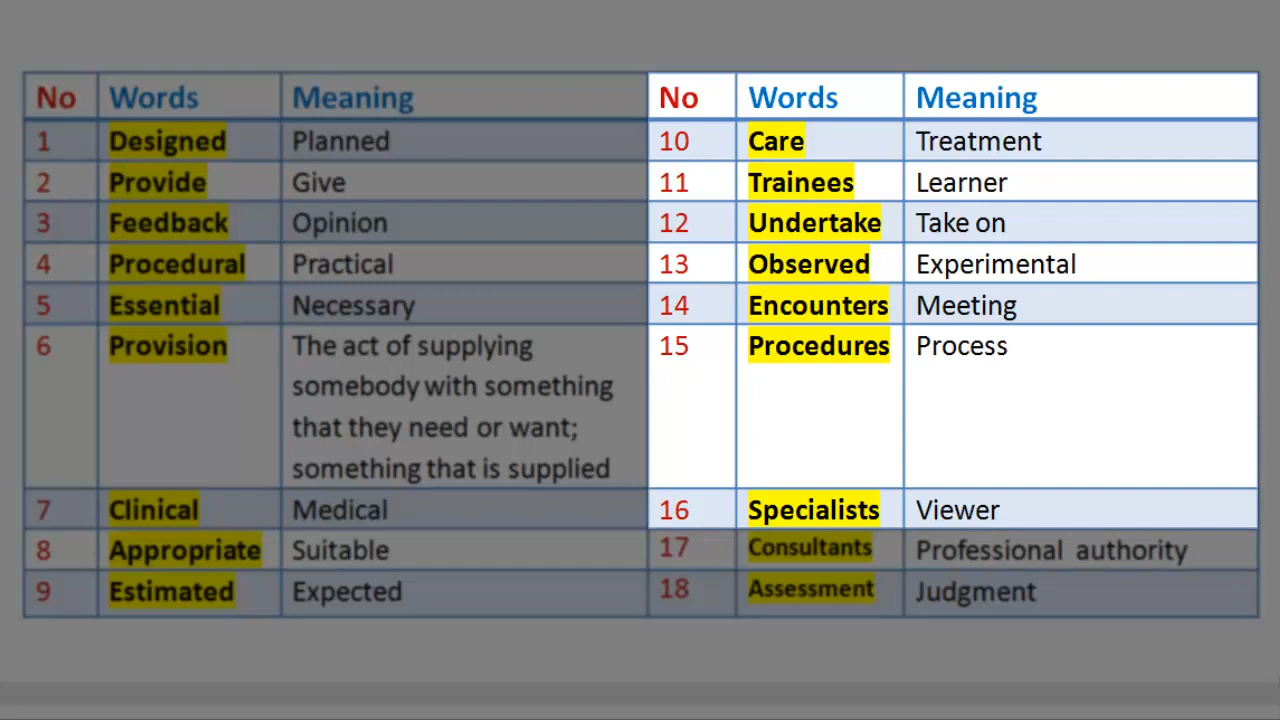 No Words Meaning No Words Meaning
1 Designed Planned 10 Care Treatment
2 Provide Give 11 Trainees Learner
3 Feedback Opinion 12 Undertake Take on
4 Procedural Practical 13 Observed Experimental
5 Essential Necessary 14 Encounters Meeting
6 Provision The act of supplying 15 Procedures Process
somebody with something
that they need or want;
something that is supplied
7 Clinical Medical 16 Specialists Viewer
8 Appropriate Suitable 17 Consultants Professional authority
9 Estimated Expected 18 Assessment Judgment